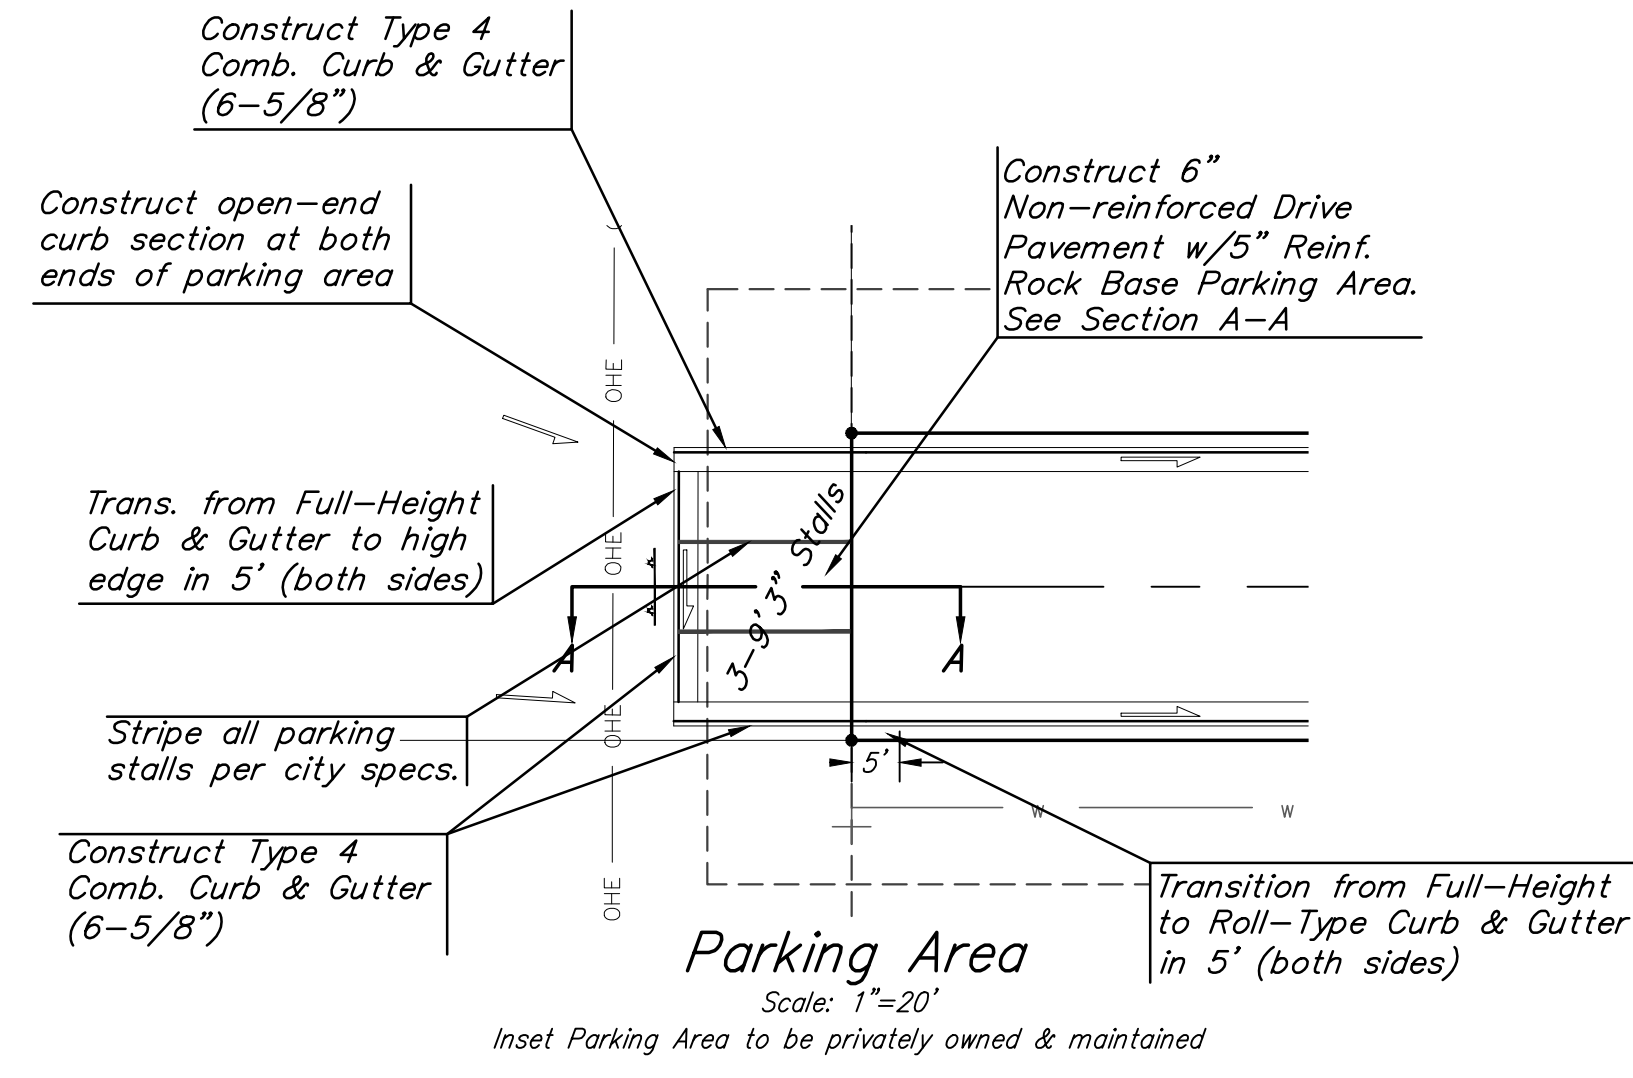 Construct Type 4
Comb. Curb & Gutter
(6-5/8")
Construct open-end
curb section at both
ends of parking area
Construct 6"
Non-reinforced Drive
Pavement w/5" Reinf.
Rock Base Parking Area.
See Section A-A
OHE
Trans. from Full-Height
Curb & Gutter to high
edge in 5' (both sides)
OHE
3-9'3" Stalls
A
A
Stripe all parking
stalls per city specs.
OHE
5'
W
W
Construct Type 4
Comb. Curb & Gutter
(6-5/8")
OHE
Transition from Full-Height
to Roll-Type Curb & Gutter
in 5' (both sides)
Parking Area
Scale: 1"=20'
Inset Parking Area to be privately owned & maintained